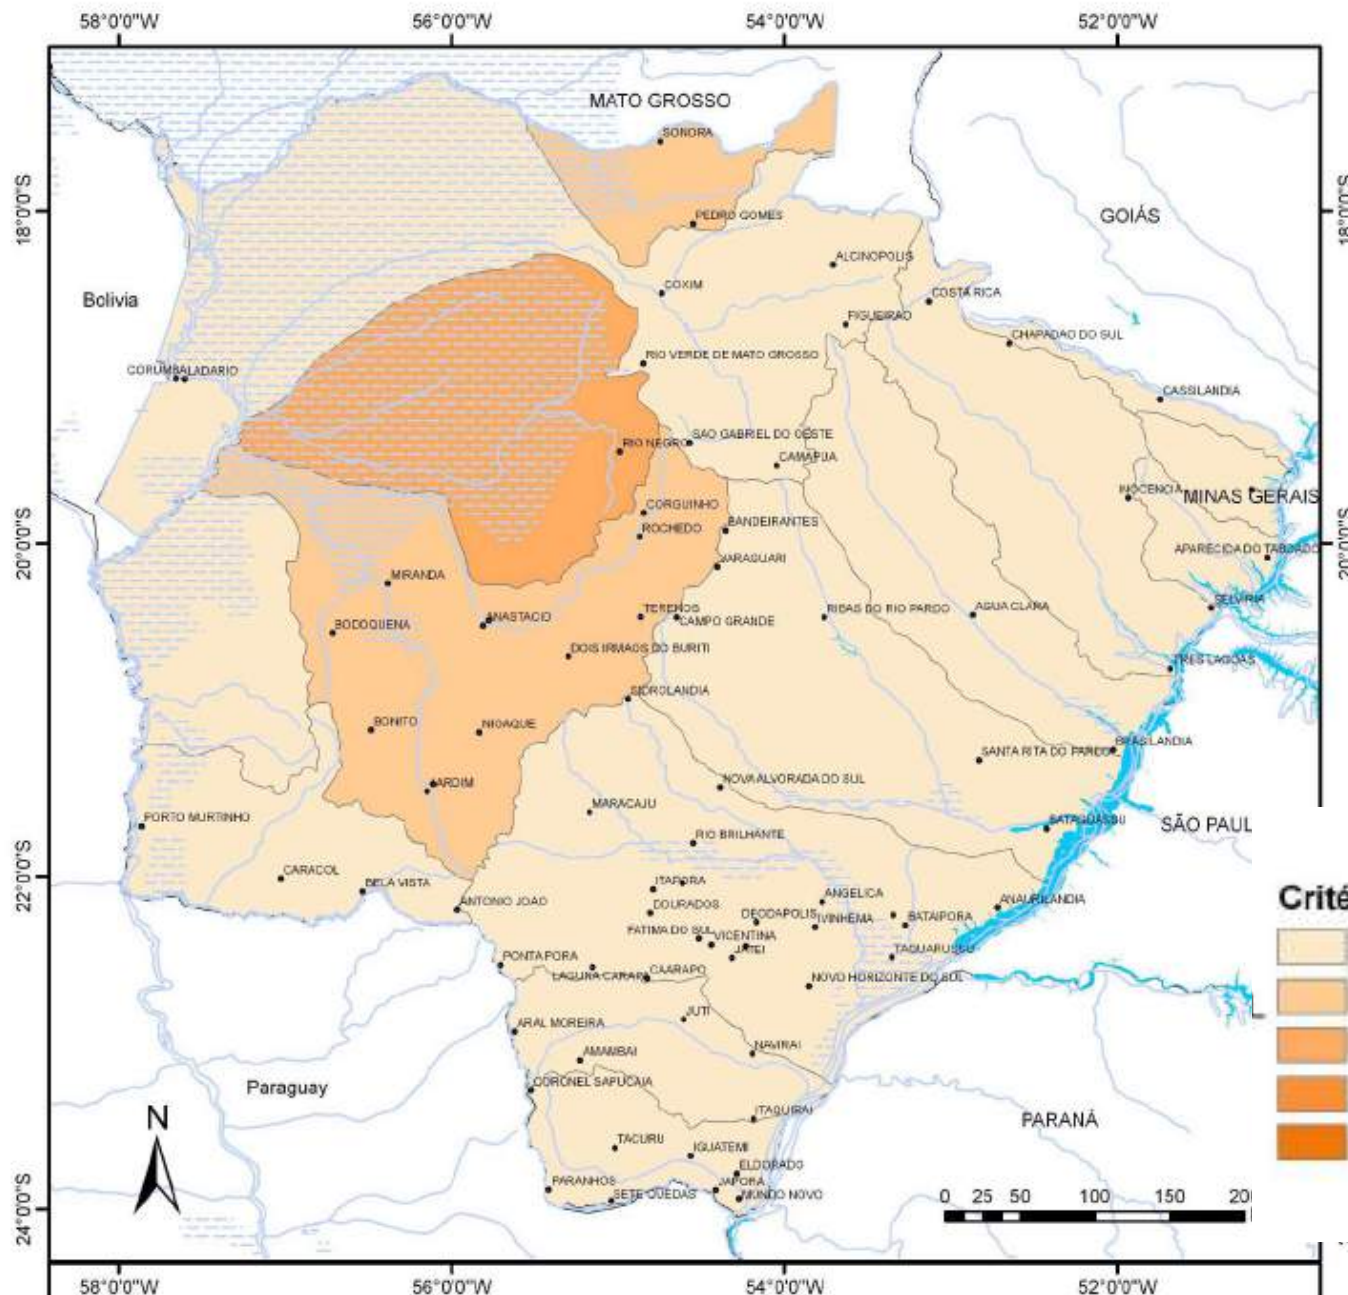 58°0'0"W 56°0'0"W 54°0'0"W 52°0'0"W
MATO GROSSO
SONORA
18°0'0"S
PEDRO GOMES
GOIÁS
18°0'0"S
ALCINOPOLIS
Bolivia
COXIM
COSTA RICA
FIGUEIRAO
CHAPADAO DO SUL
RIO VERDE DE MATO GROSSO
CORUMBALADARIO
CASSILANDIA
RIO NEGRO
SAO GABRIEL DO OESTE
CAMAPUA
INOCENCIA
MINAS GERAIS
CORGUINHO
BANDEIRANTES
ROCHEDO
20°0'0"S
APARECIDA DO TABOADO
20°0'0"S
JARAGUARI
MIRANDA
SELVIRIA
TERENOS
RIBAS DO RIO PARDO
AGUA CLARA
ANASTACIO
CAMPO GRANDE
BODOQUENA
DOIS IRMAOS DO BURITI
TRES LAGOAS
SIDROLANDIA
BONITO
NIOAQUE
BRASILANDIA
SANTA RITA DO PARDO
JARDIM
NOVA ALVORADA DO SUL
MARACAJU
PORTO MURTINHO
BATAGUASSU
SÃO PAUL
RIO BRILHANTE
22°0'0"S
CARACOL
BELA VISTA
ITAPORA
ANGELICA
ANTONIO JOAO
DOURADOS
DEODAPOLIS
IVINHEMA
BATAIPORA
ANAURILANDIA
Crité
FATIMA DO SUL
VICENTINA
JATEI
TAQUARUSSU
PONTA PORA
LAGUNA CARAPA
CAARAPO
NOVO HORIZONTE DO SUL
JUTI
ARAL MOREIRA
NAVIRAI
AMAMBAI
CORONEL SAPUCAIA
Paraguay
ITAQUIRAI
PARANÁ
N
TACURU
IGUATEMI
ELDORADO
PARANHOS
JAPORA
SETE QUEDAS
MUNDO NOVO
24°0'0"S
0 25 50 100 150 20
58°0'0"W 56°0'0"W 54°0'0"W 52°0'0"W